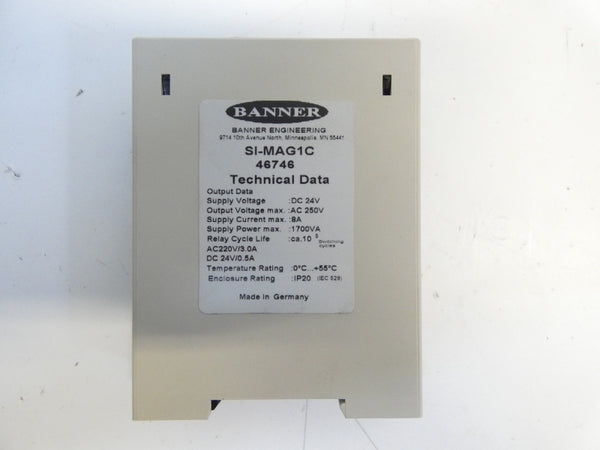 BANNER
BANNER ENGINEERING
9714 10th Avenue North, Minneapolis, MN 55441
SI-MAG1C
46746
Technical Data
Output Data
Supply Voltage :DC 24V
Output Voltage max. :AC 250V
Supply Current max. :8A
Supply Power max. :1700VA
Relay Cycle Life :ca.10 5 Switching cycles
AC220V/3.0A
DC 24V/0.5A
Temperature Rating :0°C...+55°C
Enclosure Rating :IP20 (IEC 529)
Made in Germany